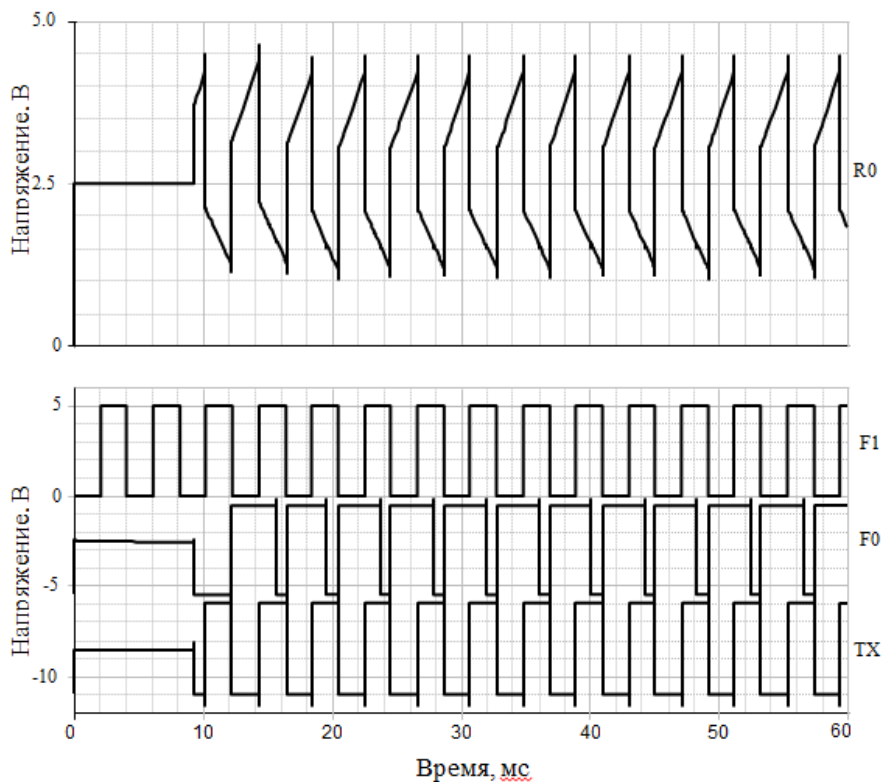 5.0
Напряжение. В
2.5
R0
0
5
F1
0
Напряжение. В
F0
-5
TX
-10
0 10 20 30 40 50 60
Время, мс